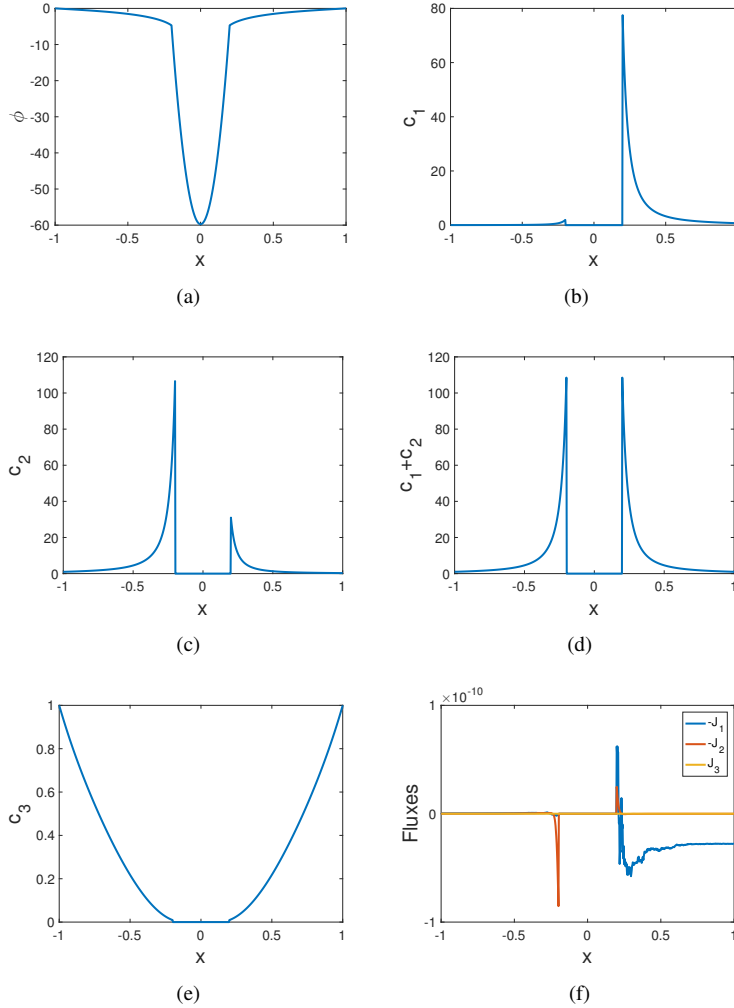 0
-10
-20
-30
-40
-50
-60
ϕ
-1 -0.5 0 0.5 1
x
(a)
80
60
40
20
0
c1
-1 -0.5 0 0.5 1
x
(b)
120
100
80
60
40
20
0
c2
-1 -0.5 0 0.5 1
x
(c)
120
100
80
60
40
20
0
c1+c2
-1 -0.5 0 0.5 1
x
(d)
1
0.8
0.6
0.4
0.2
0
c3
-1 -0.5 0 0.5 1
x
(e)
×10-10
1
0
-1
Fluxes
-J1
-J2
J3
-1 -0.5 0 0.5 1
x
(f)